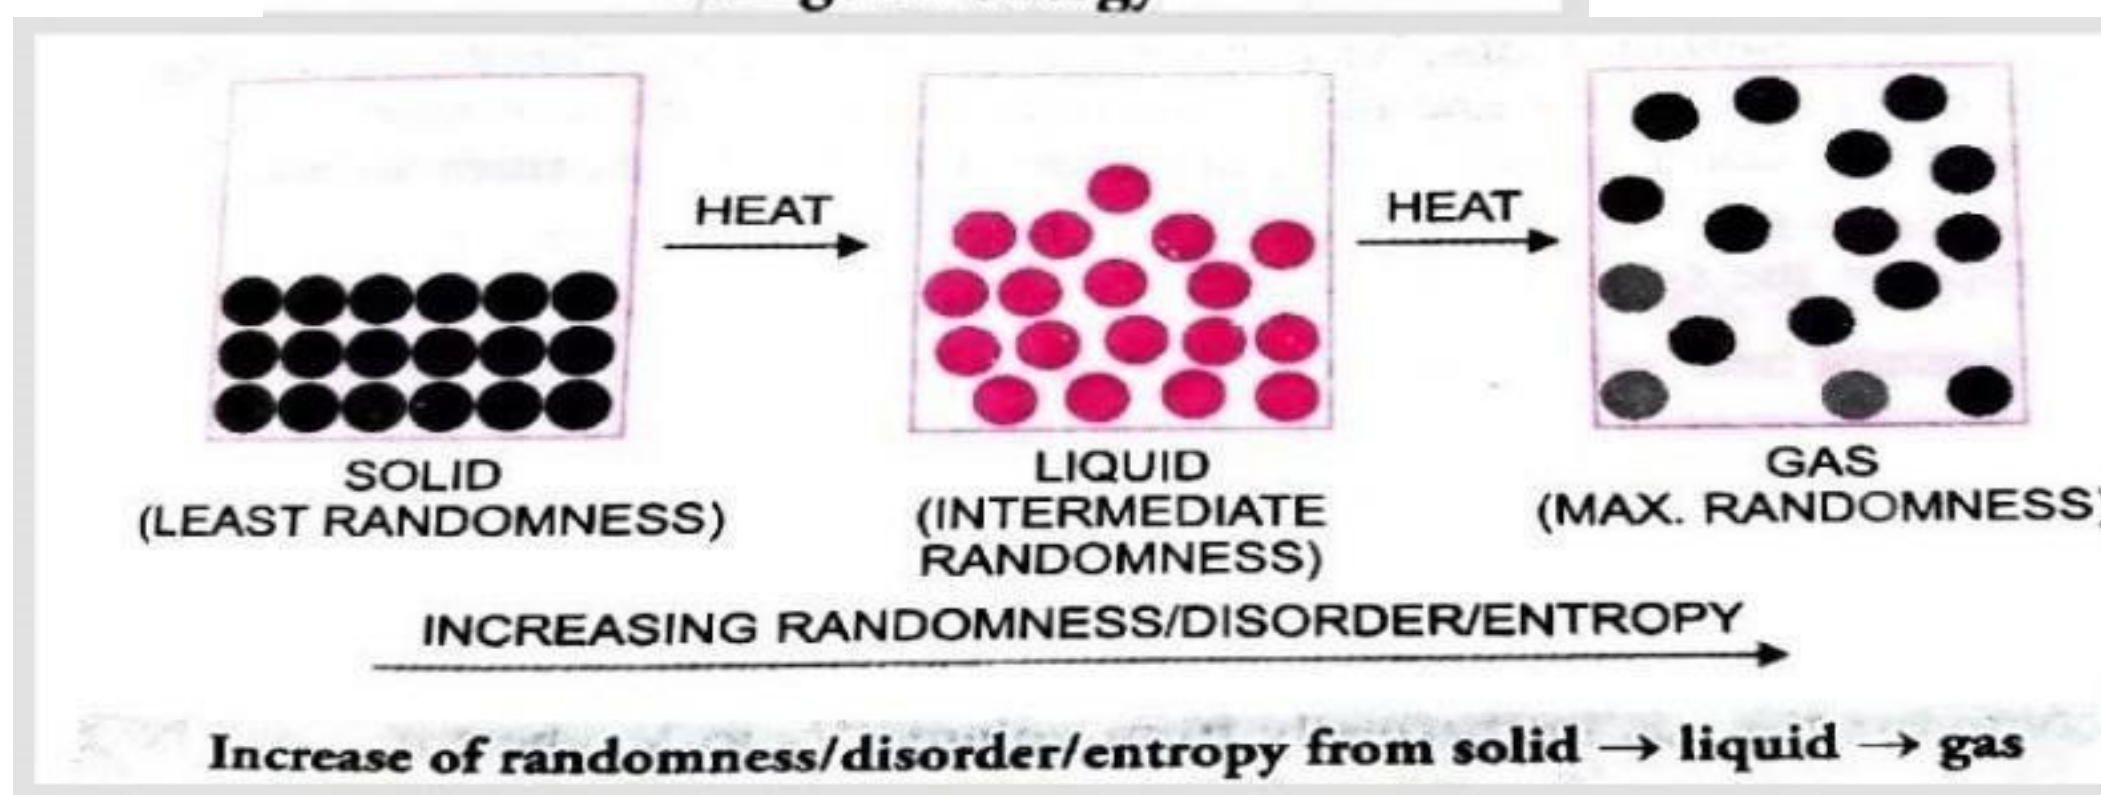 HEAT
HEAT
SOLID
(LEAST RANDOMNESS)
LIQUID
(INTERMEDIATE
RANDOMNESS)
GAS
(MAX. RANDOMNESS)
INCREASING RANDOMNESS/DISORDER/ENTROPY
Increase of randomness/disorder/entropy from solid → liquid → gas